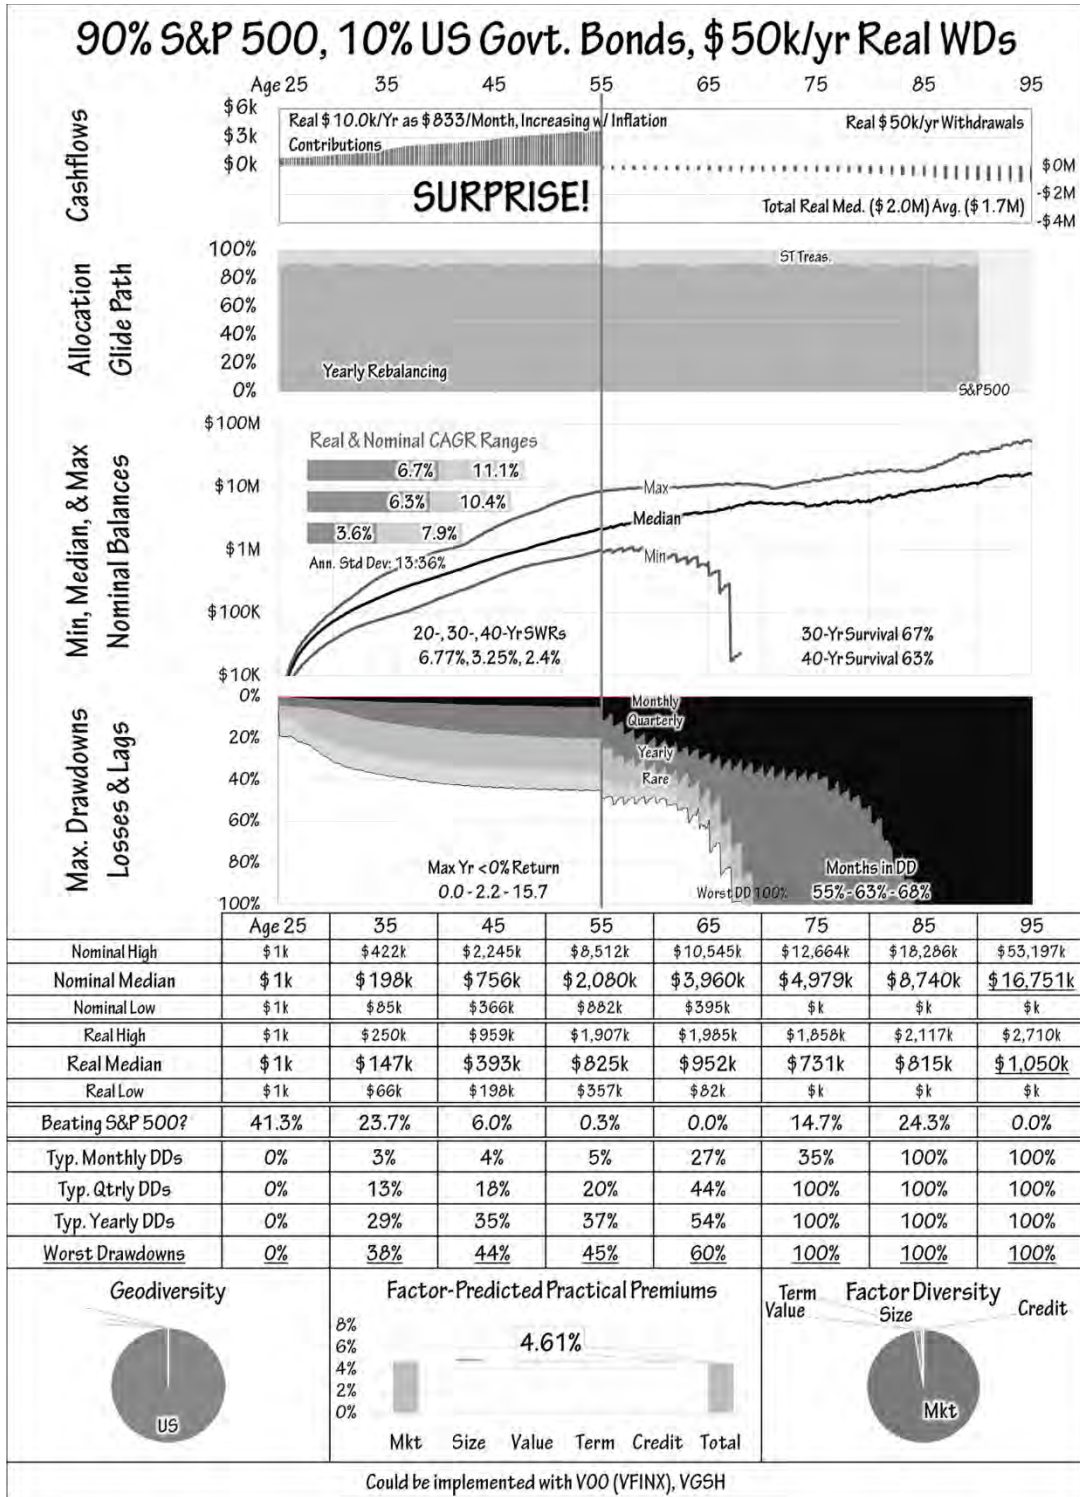 90% S&P 500, 10% US Govt. Bonds, $50k/yr Real WDs
Age 25 35 45 55 65 75 85 95
Cashflows
$6k
$3k
$0k
Real $10.0k/Yr as $833/Month, Increasing w/ Inflation
Contributions
SURPRISE!
Real $50k/yr Withdrawals
Total Real Med. ($2.0M) Avg. ($1.7M)
$0M
-$2M
-$4M
Allocation
Glide Path
100%
80%
60%
40%
20%
0%
ST Treas.
Yearly Rebalancing
S&P500
Min, Median, & Max
Nominal Balances
$100M
$10M
$1M
$100K
$10K
Real & Nominal CAGR Ranges
6.7% 11.1%
6.3% 10.4%
3.6% 7.9%
Ann. Std Dev: 13.36%
Max
Median
Min
20-, 30-, 40-Yr SWRs
6.77%, 3.25%, 2.4%
30-Yr Survival 67%
40-Yr Survival 63%
Max. Drawdowns
Losses & Lags
0%
20%
40%
60%
80%
100%
Monthly
Quarterly
Yearly
Rare
Max Yr <0% Return
0.0 - 2.2 - 15.7
Worst DD 100%
Months in DD
55% - 63% - 68%
Age 25 35 45 55 65 75 85 95
Nominal High $1k $422k $2,245k $8,512k $10,545k $12,664k $18,286k $53,197k
Nominal Median $1k $198k $756k $2,080k $3,960k $4,979k $8,740k $16,751k
Nominal Low $1k $85k $366k $882k $395k $k $k $k
Real High $1k $250k $959k $1,907k $1,985k $1,858k $2,117k $2,710k
Real Median $1k $147k $393k $825k $952k $731k $815k $1,050k
Real Low $1k $66k $198k $357k $82k $k $k $k
Beating S&P 500? 41.3% 23.7% 6.0% 0.3% 0.0% 14.7% 24.3% 0.0%
Typ. Monthly DDs 0% 3% 4% 5% 27% 35% 100% 100%
Typ. Qtrly DDs 0% 13% 18% 20% 44% 100% 100% 100%
Typ. Yearly DDs 0% 29% 35% 37% 54% 100% 100% 100%
Worst Drawdowns 0% 38% 44% 45% 60% 100% 100% 100%
Geodiversity
US
Factor-Predicted Practical Premiums
8%
6%
4%
2%
0%
4.61%
Mkt Size Value Term Credit Total
Factor Diversity
Term
Value
Size
Credit
Mkt
Could be implemented with VOO (VFINX), VGSH